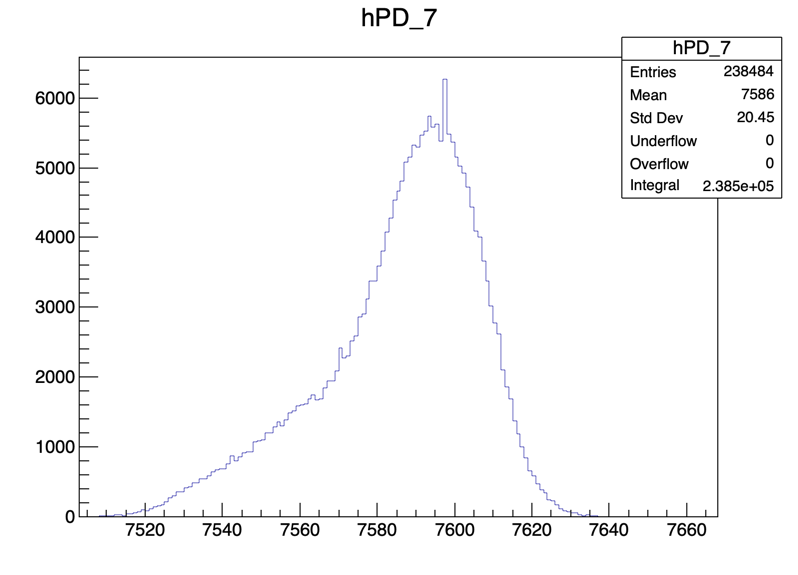 hPD_7
hPD_7
Entries 238484
Mean 7586
Std Dev 20.45
Underflow 0
Overflow 0
Integral 2.385e+05
6000
5000
4000
3000
2000
1000
0
7520 7540 7560 7580 7600 7620 7640 7660